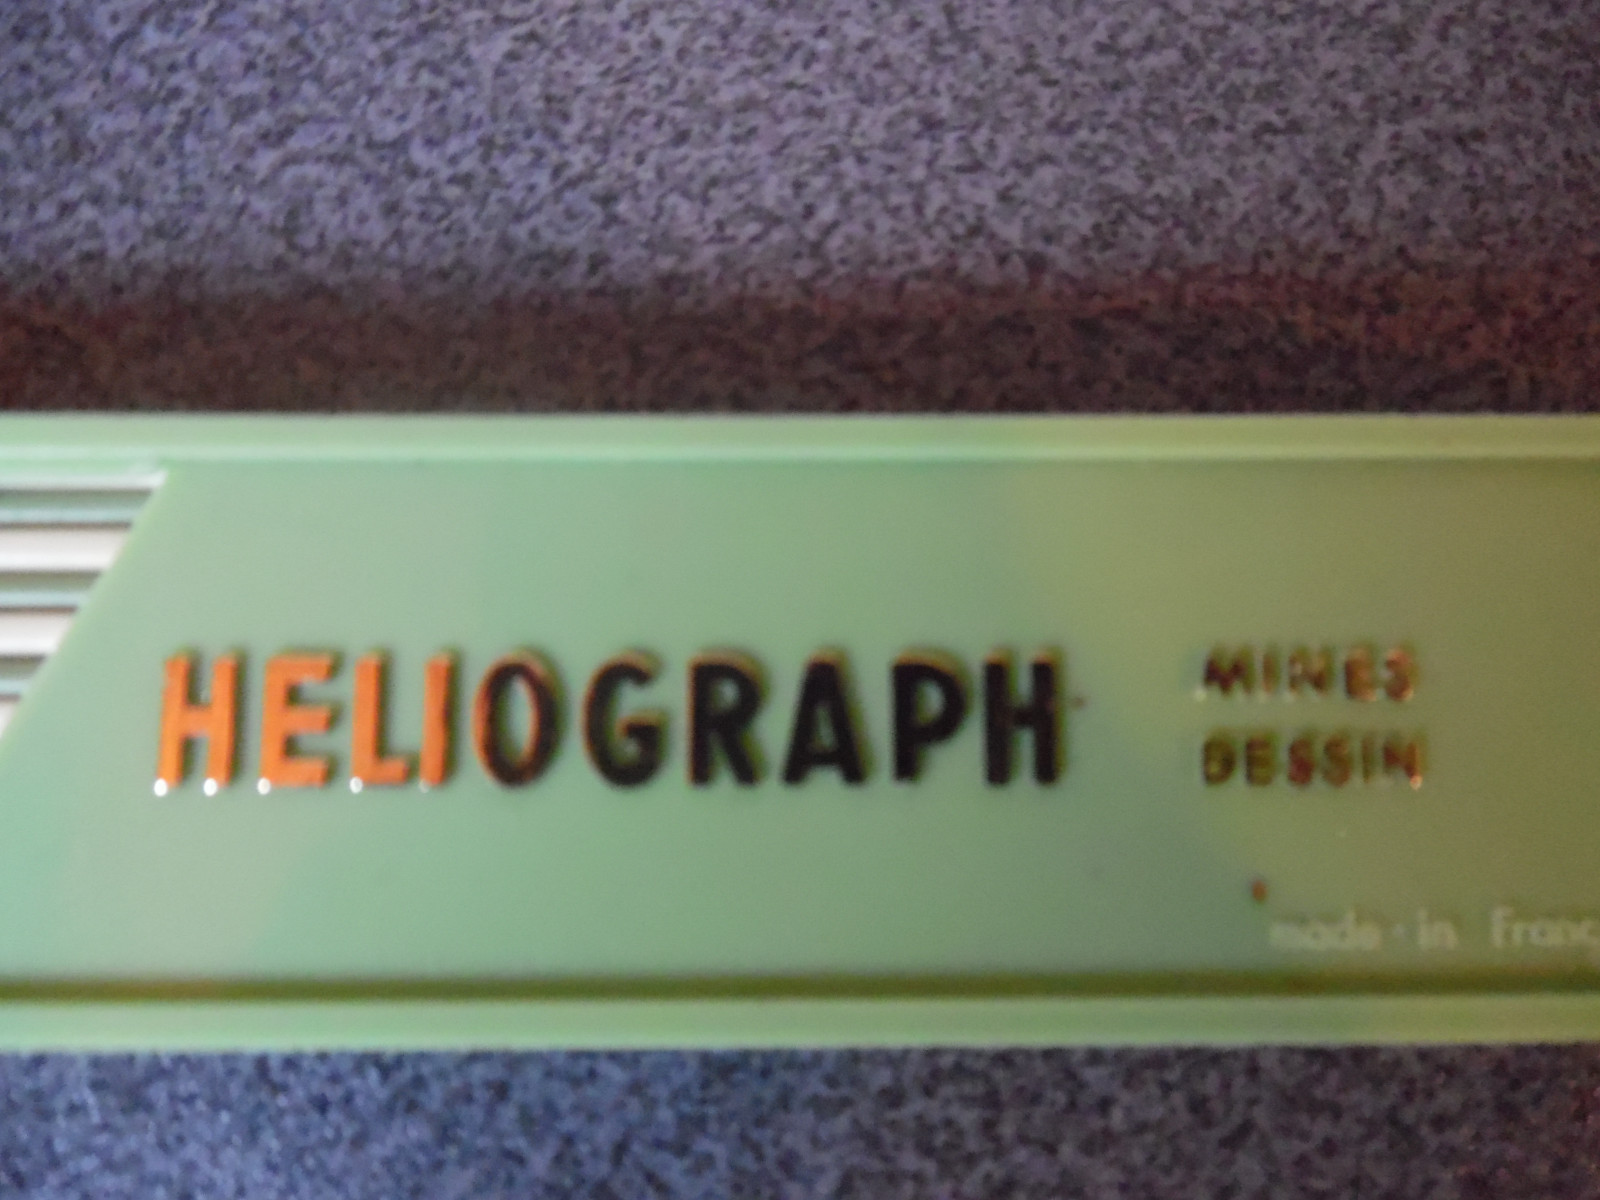 HELIOGRAPH
MINES
DESSIN
made in Franc